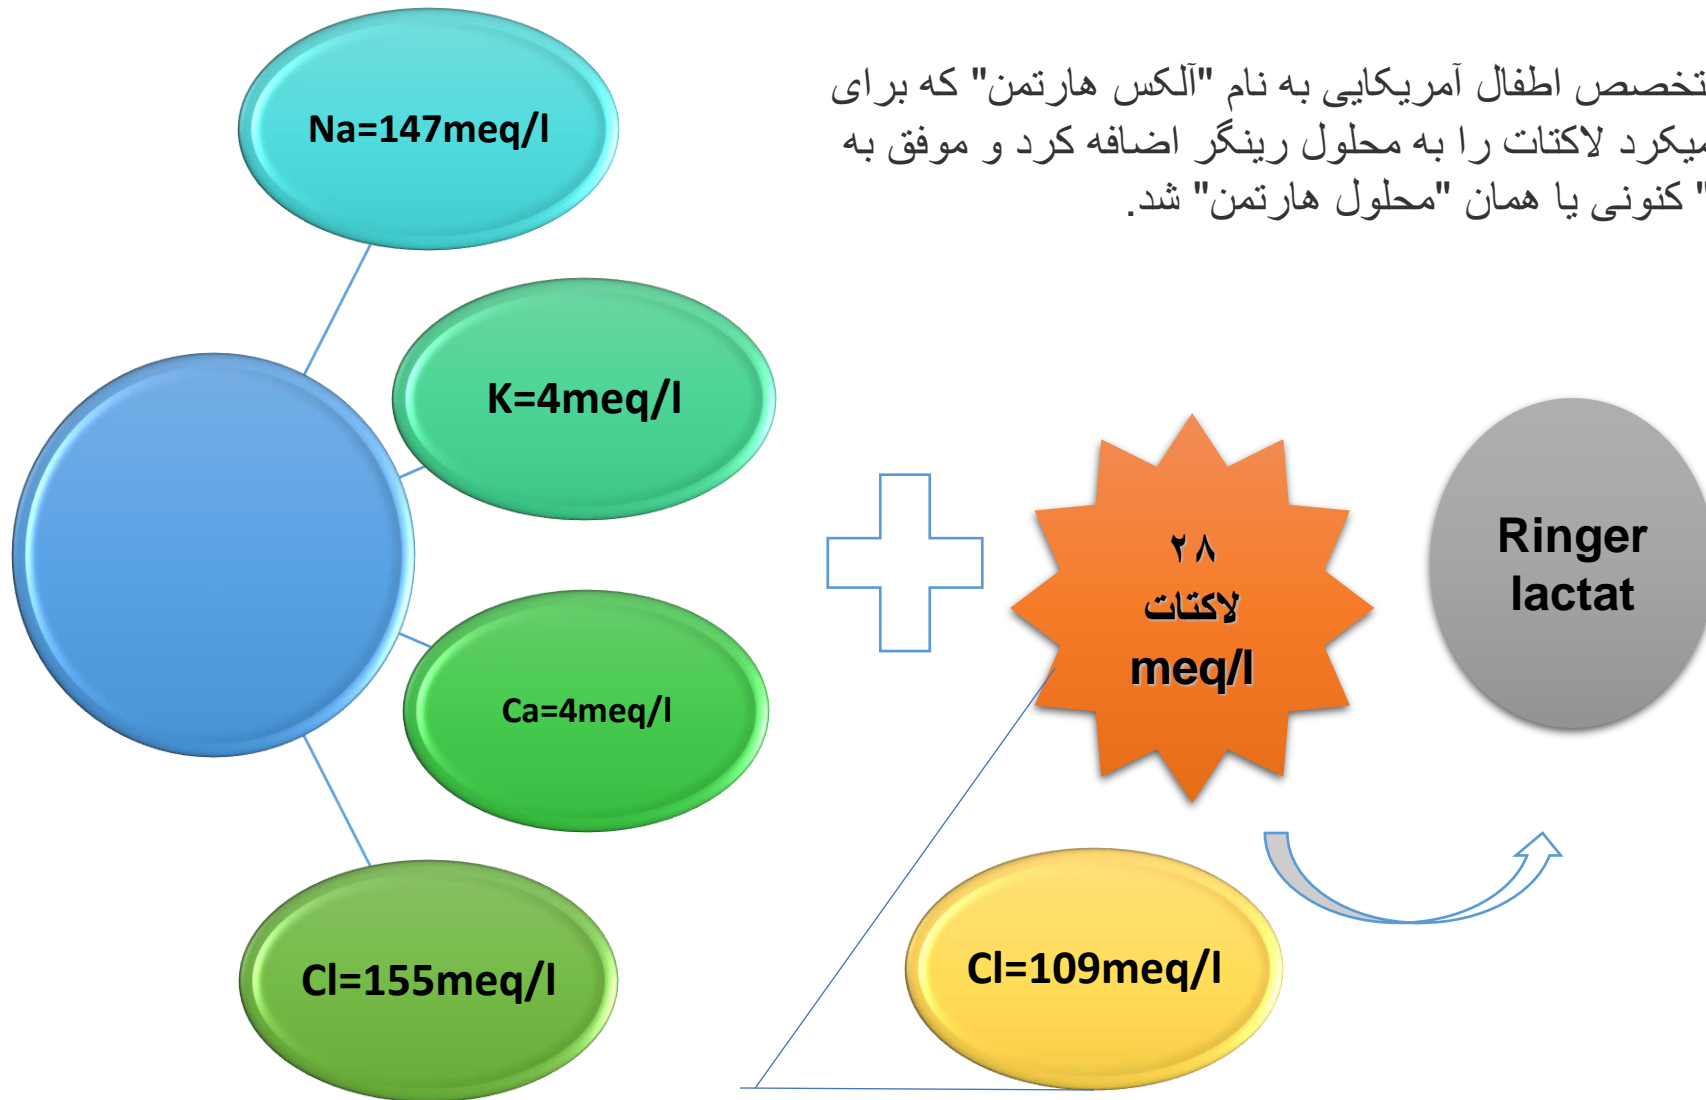 تخصص اطفال آمریکایی به نام "آلکس هارتمن" که برای
میکرد لاکتات را به محلول رینگر اضافه کرد و موفق به
" کنونی یا همان "محلول هارتمن" شد.
Na=147meq/l
K=4meq/l
Ca=4meq/l
Cl=155meq/l
۲۸
لاکتات
meq/l
Cl=109meq/l
Ringer
lactat